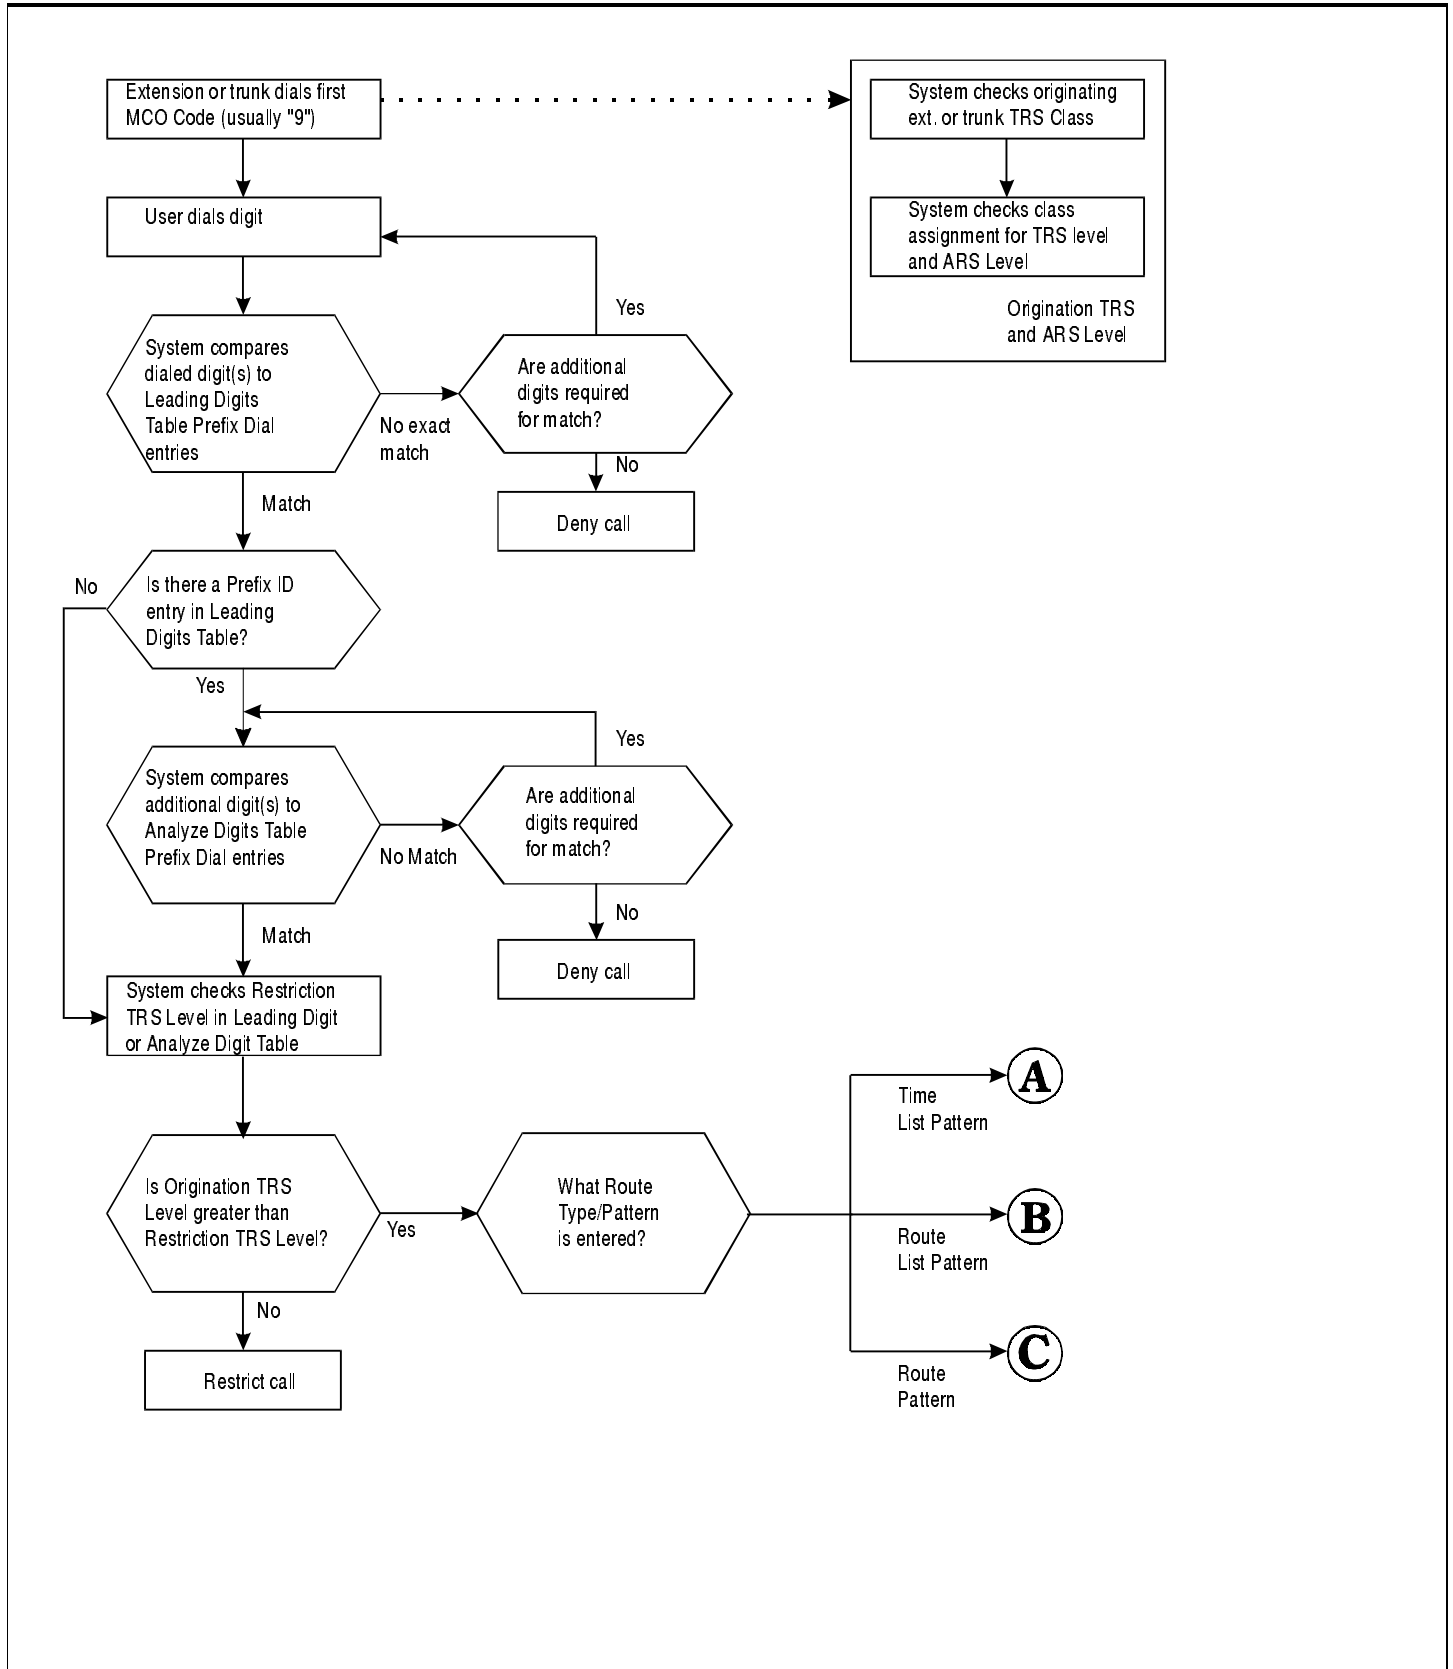 Extension or trunk dials first
MCO Code (usually "9")
System checks originating
ext. or trunk TRS Class
User dials digit
System checks class
assignment for TRS level
and ARS Level
Origination TRS
and ARS Level
Yes
System compares
dialed digit(s) to
Leading Digits
Table Prefix Dial
entries
Are additional
digits required
for match?
No exact
match
No
Match
Deny call
No
Is there a Prefix ID
entry in Leading
Digits Table?
Yes
Yes
System compares
additional digit(s) to
Analyze Digits Table
Prefix Dial entries
Are additional
digits required
for match?
No Match
No
Match
Deny call
System checks Restriction
TRS Level in Leading Digit
or Analyze Digit Table
A
Time
List Pattern
Is Origination TRS
Level greater than
Restriction TRS Level?
Yes
What Route
Type/Pattern
is entered?
B
Route
List Pattern
No
Restrict call
C
Route
Pattern